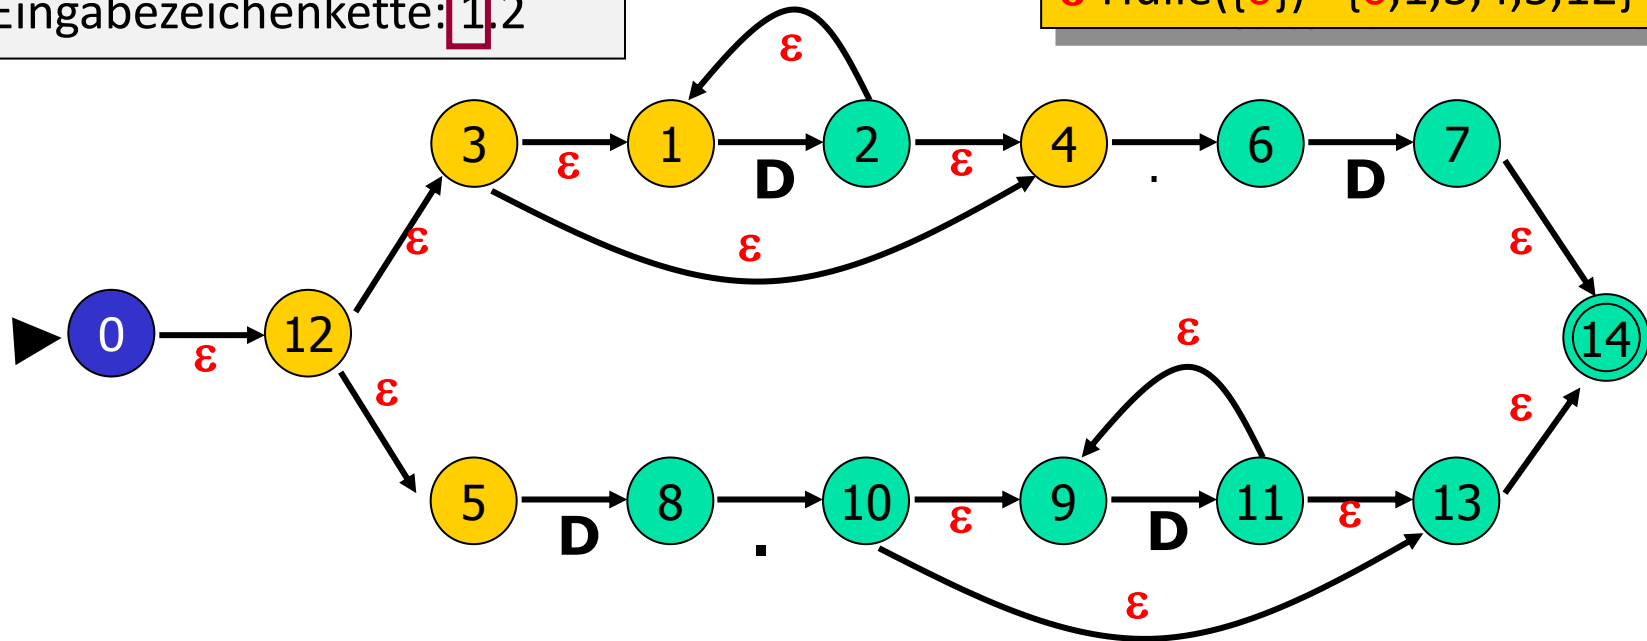 Eingabezeichenkette: 1.2
ε
3 1 2 4 6 7
ε D ε . D
ε ε ε
0 12 14
ε ε
ε ε
5 8 10 9 11 13
D . ε D ε
ε